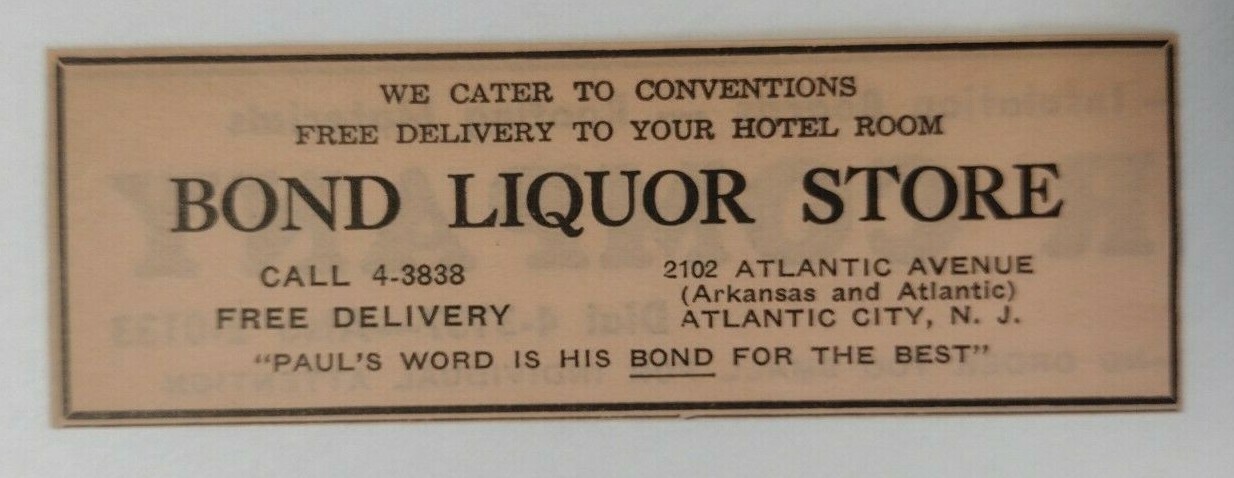 WE CATER TO CONVENTIONS
FREE DELIVERY TO YOUR HOTEL ROOM
BOND LIQUOR STORE
CALL 4-3838
FREE DELIVERY
2102 ATLANTIC AVENUE
(Arkansas and Atlantic)
ATLANTIC CITY, N. J.
"PAUL'S WORD IS HIS BOND FOR THE BEST"